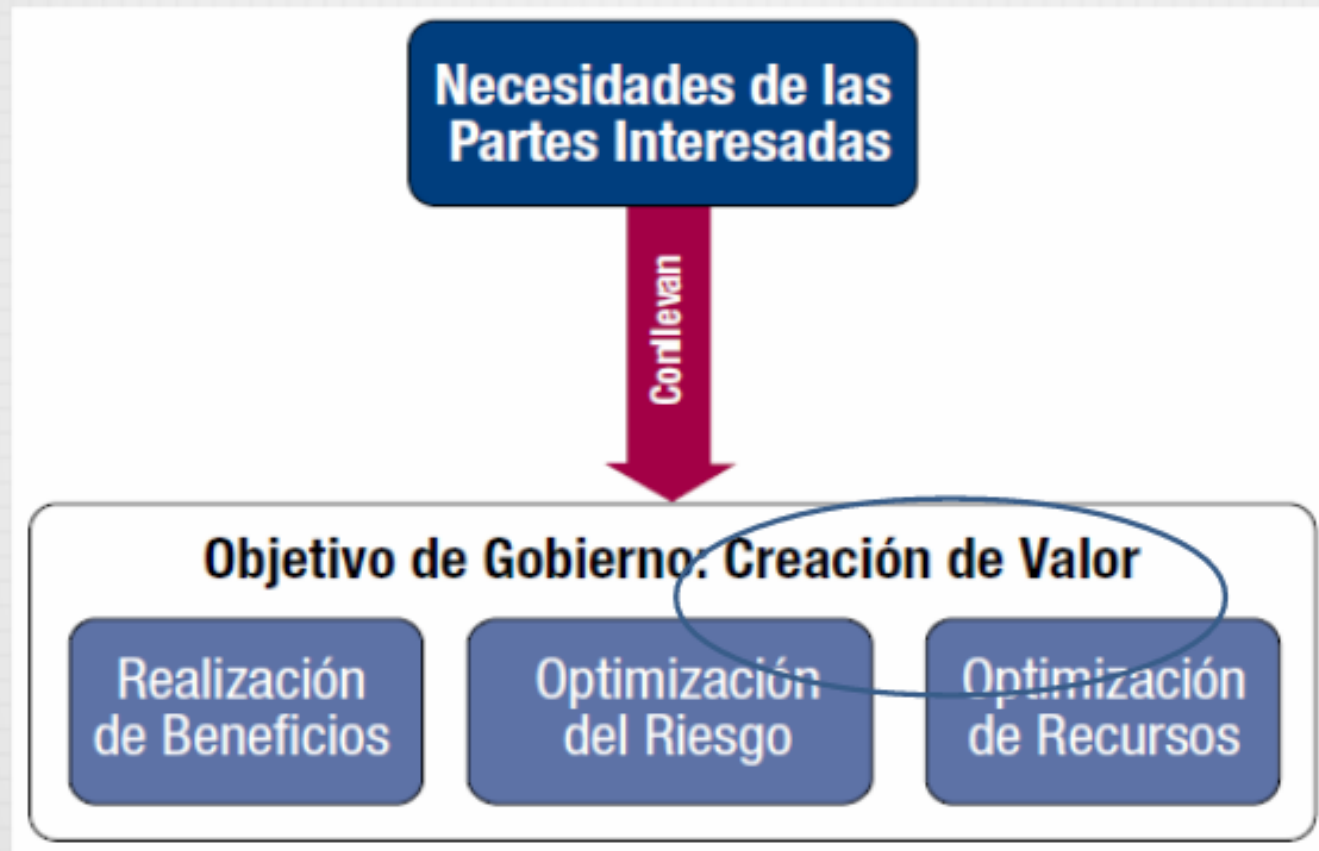 Necesidades de las
Partes Interesadas
Conllevan
Objetivo de Gobierno: Creación de Valor
Realización
de Beneficios
Optimización
del Riesgo
Optimización
de Recursos